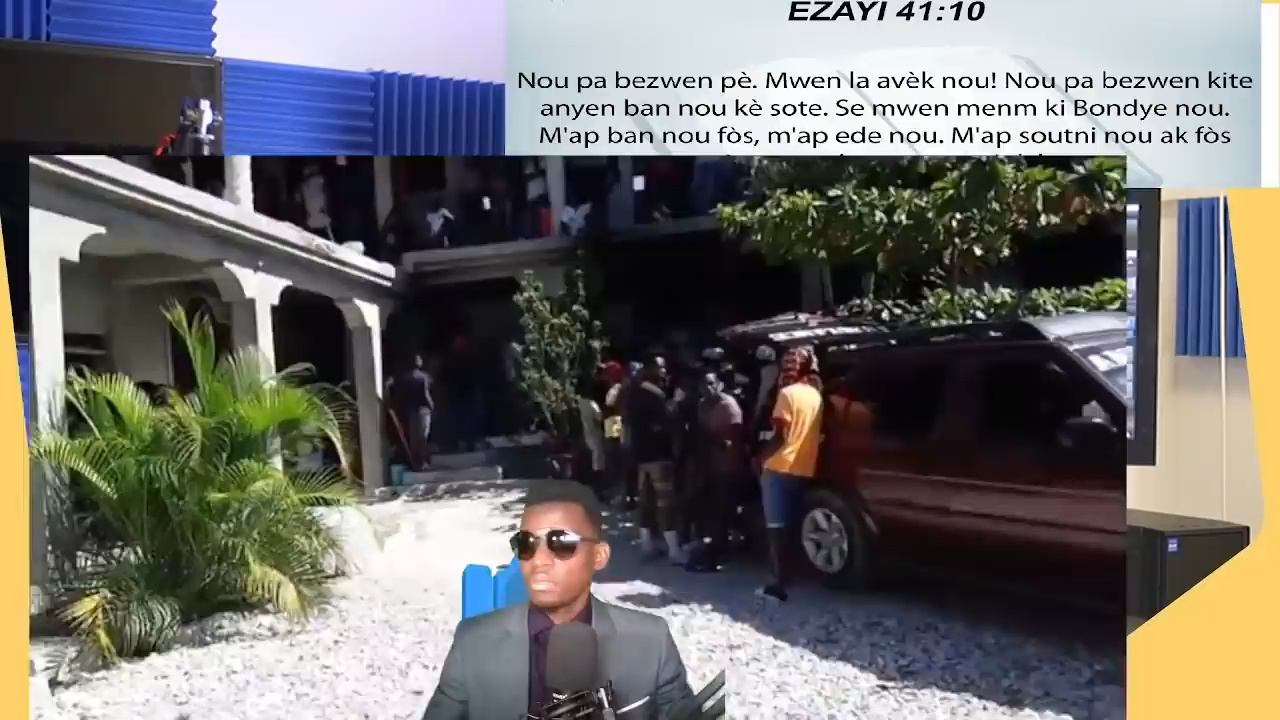 EZAYI 41:10
Nou pa bezwen pè. Mwen la avèk nou! Nou pa bezwen kite
anyen ban nou kè sote. Se mwen menm ki Bondye nou.
M'ap ban nou fòs, m'ap ede nou. M'ap soutni nou ak fòs